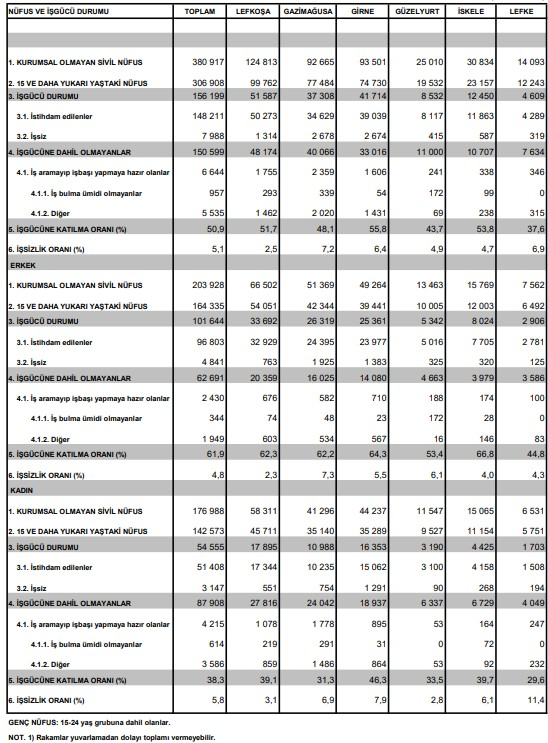 NÜFUS VE İŞGÜCÜ DURUMU TOPLAM LEFKOŞA GAZİMAĞUSA GİRNE GÜZELYURT İSKELE LEFKE
1. KURUMSAL OLMAYAN SİVİL NÜFUS 380 917 124 813 92 665 93 501 25 010 30 834 14 093
2. 15 VE DAHA YUKARI YAŞTAKİ NÜFUS 306 908 99 762 77 484 74 730 19 532 23 157 12 243
3. İŞGÜCÜ DURUMU 156 199 51 587 37 308 41 714 8 532 12 450 4 609
3.1. İstihdam edilenler 148 211 50 273 34 629 39 039 8 117 11 863 4 289
3.2. İşsiz 7 988 1 314 2 678 2 674 415 587 319
4. İŞGÜCÜNE DAHİL OLMAYANLAR 150 599 48 174 40 066 33 016 11 000 10 707 7 634
4.1. İş aramayıp işbaşı yapmaya hazır olanlar 6 644 1 755 2 359 1 606 241 338 346
4.1.1. İş bulma ümidi olmayanlar 957 293 339 54 172 99 0
4.1.2. Diğer 5 535 1 462 2 020 1 431 69 238 315
5. İŞGÜCÜNE KATILMA ORANI (%) 50,9 51,7 48,1 55,8 43,7 53,8 37,6
6. İŞSİZLİK ORANI (%) 5,1 2,5 7,2 6,4 4,9 4,7 6,9
ERKEK
1. KURUMSAL OLMAYAN SİVİL NÜFUS 203 928 66 502 51 369 49 264 13 463 15 769 7 562
2. 15 VE DAHA YUKARI YAŞTAKİ NÜFUS 164 335 54 051 42 344 39 441 10 005 12 003 6 492
3. İŞGÜCÜ DURUMU 101 644 33 692 26 319 25 361 5 342 8 024 2 906
3.1. İstihdam edilenler 96 803 32 929 24 395 23 977 5 016 7 705 2 781
3.2. İşsiz 4 841 763 1 925 1 383 325 320 125
4. İŞGÜCÜNE DAHİL OLMAYANLAR 62 691 20 359 16 025 14 080 4 663 3 979 3 586
4.1. İş aramayıp işbaşı yapmaya hazır olanlar 2 430 676 582 710 188 174 100
4.1.1. İş bulma ümidi olmayanlar 344 74 48 23 172 28 0
4.1.2. Diğer 1 949 603 534 567 16 146 83
5. İŞGÜCÜNE KATILMA ORANI (%) 61,9 62,3 62,2 64,3 53,4 66,8 44,8
6. İŞSİZLİK ORANI (%) 4,8 2,3 7,3 5,5 6,1 4,0 4,3
KADIN
1. KURUMSAL OLMAYAN SİVİL NÜFUS 176 988 58 311 41 296 44 237 11 547 15 065 6 531
2. 15 VE DAHA YUKARI YAŞTAKİ NÜFUS 142 573 45 711 35 140 35 289 9 527 11 154 5 751
3. İŞGÜCÜ DURUMU 54 555 17 895 10 988 16 353 3 190 4 425 1 703
3.1. İstihdam edilenler 51 408 17 344 10 235 15 062 3 100 4 158 1 508
3.2. İşsiz 3 147 551 754 1 291 90 268 194
4. İŞGÜCÜNE DAHİL OLMAYANLAR 87 908 27 816 24 042 18 937 6 337 6 729 4 049
4.1. İş aramayıp işbaşı yapmaya hazır olanlar 4 215 1 078 1 778 895 53 164 247
4.1.1. İş bulma ümidi olmayanlar 614 219 291 31 0 72 0
4.1.2. Diğer 3 586 859 1 486 864 53 92 232
5. İŞGÜCÜNE KATILMA ORANI (%) 38,3 39,1 31,3 46,3 33,5 39,7 29,6
6. İŞSİZLİK ORANI (%) 5,8 3,1 6,9 7,9 2,8 6,1 11,4
GENÇ NÜFUS: 15-24 yaş grubuna dahil olanlar.
NOT. 1) Rakamlar yuvarlamadan dolayı toplamı vermeyebilir.